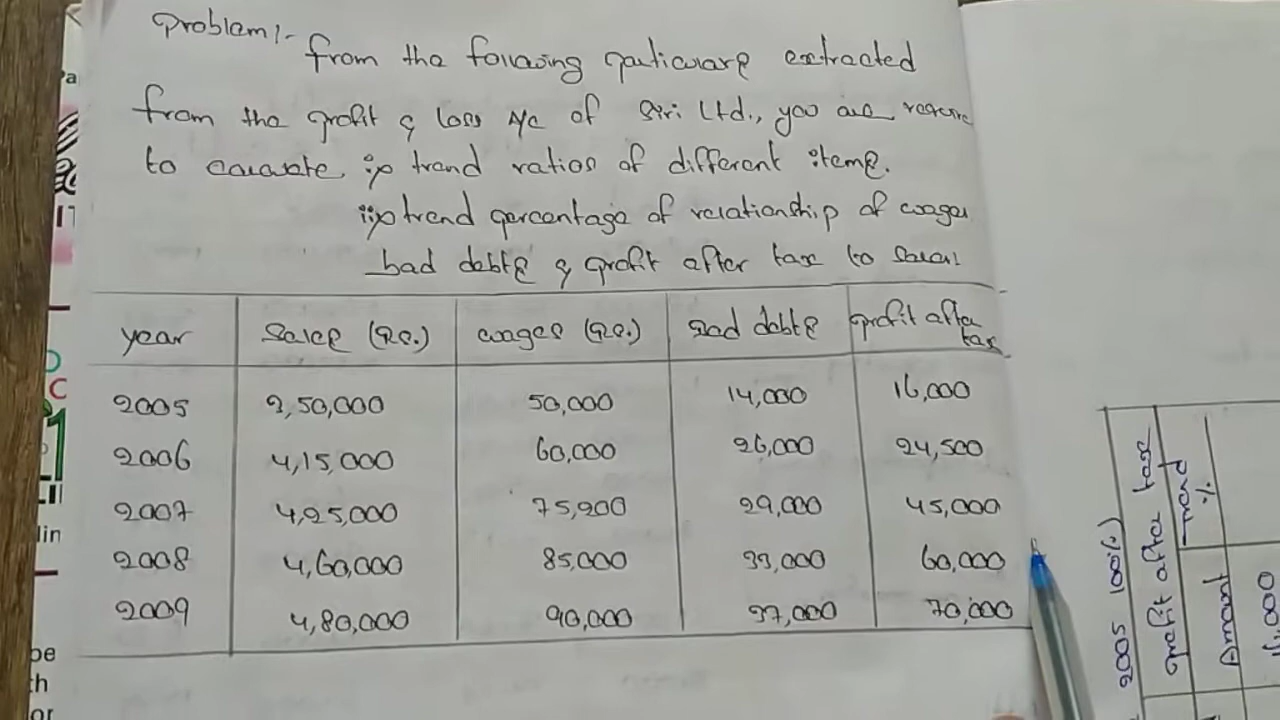 Problem:-
from the following particulars extracted
from the profit & loss A/c of Siri Ltd., you are
to calculate i) trend ratios of different items.
ii) trend percentage of relationship of wages
bad debts & profit after tax to sales.
year Sales (Rs.) wages (Rs.) Bad debts profit after tax
2005 3,50,000 50,000 14,000 16,000
2006 4,15,000 60,000 26,000 24,500
2007 4,25,000 75,200 29,000 45,000
2008 4,60,000 85,000 33,000 60,000
2009 4,80,000 90,000 37,000 70,000
2005 100%)
profit after tax
Amount trend %
16,000